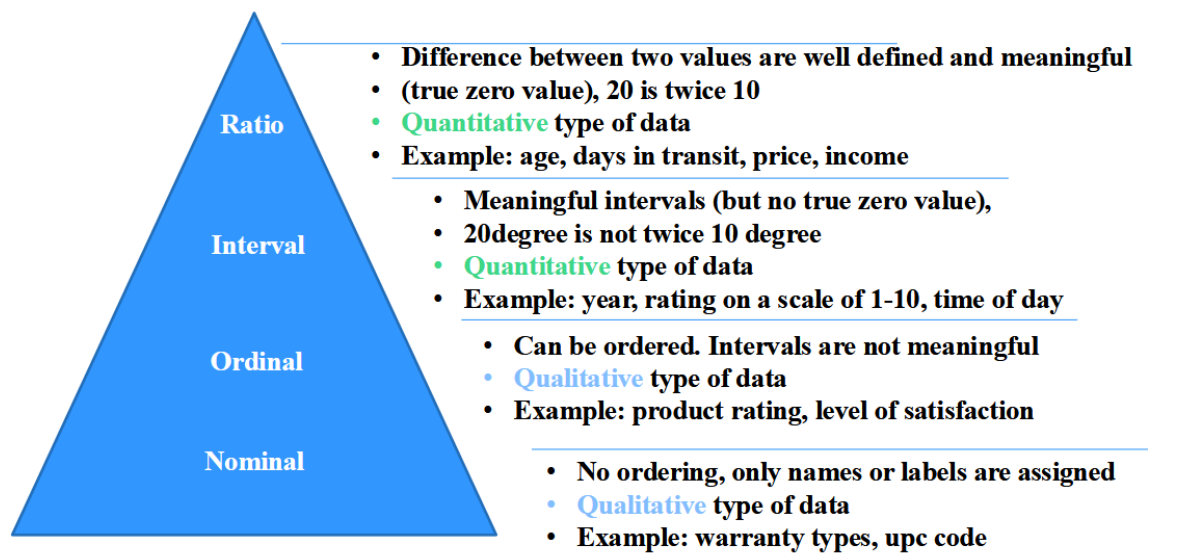 Ratio
• Difference between two values are well defined and meaningful
• (true zero value), 20 is twice 10
• Quantitative type of data
• Example: age, days in transit, price, income
Interval
• Meaningful intervals (but no true zero value),
• 20degree is not twice 10 degree
• Quantitative type of data
• Example: year, rating on a scale of 1-10, time of day
Ordinal
• Can be ordered. Intervals are not meaningful
• Qualitative type of data
• Example: product rating, level of satisfaction
Nominal
• No ordering, only names or labels are assigned
• Qualitative type of data
• Example: warranty types, upc code